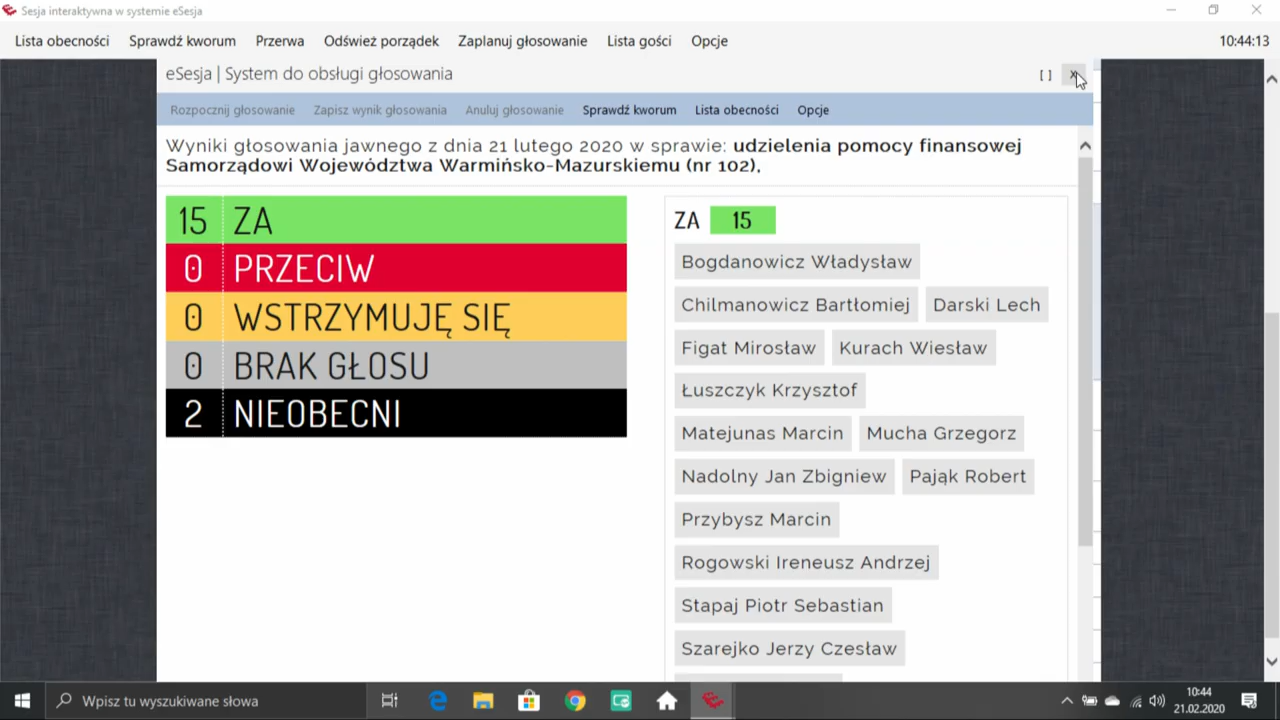 Sesja interaktywna w systemie eSesja
Lista obecności Sprawdź kworum Przerwa Odśwież porządek Zaplanuj głosowanie Lista gości Opcje 10:44:13
eSesja | System do obsługi głosowania [ ] x
Rozpocznij głosowanie Zapisz wynik głosowania Anuluj głosowanie Sprawdź kworum Lista obecności Opcje
Wyniki głosowania jawnego z dnia 21 lutego 2020 w sprawie: udzielenia pomocy finansowej
Samorządowi Województwa Warmińsko-Mazurskiemu (nr 102),
15 ZA
0 PRZECIW
0 WSTRZYMUJĘ SIĘ
0 BRAK GŁOSU
2 NIEOBECNI
ZA 15
Bogdanowicz Władysław
Chilmanowicz Bartłomiej Darski Lech
Figat Mirosław Kurach Wiesław
Łuszczyk Krzysztof
Matejunas Marcin Mucha Grzegorz
Nadolny Jan Zbigniew Pająk Robert
Przybysz Marcin
Rogowski Ireneusz Andrzej
Stapaj Piotr Sebastian
Szarejko Jerzy Czesław
Wpisz tu wyszukiwane słowa
10:44
21.02.2020